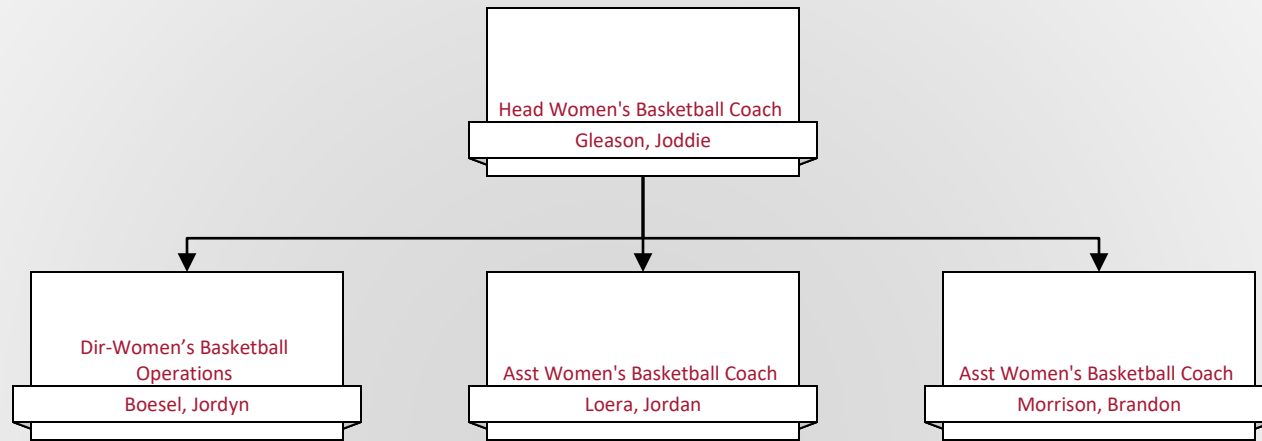 Head Women's Basketball Coach
Gleason, Joddie
Dir-Women’s Basketball
Operations
Boesel, Jordyn
Asst Women's Basketball Coach
Loera, Jordan
Asst Women's Basketball Coach
Morrison, Brandon